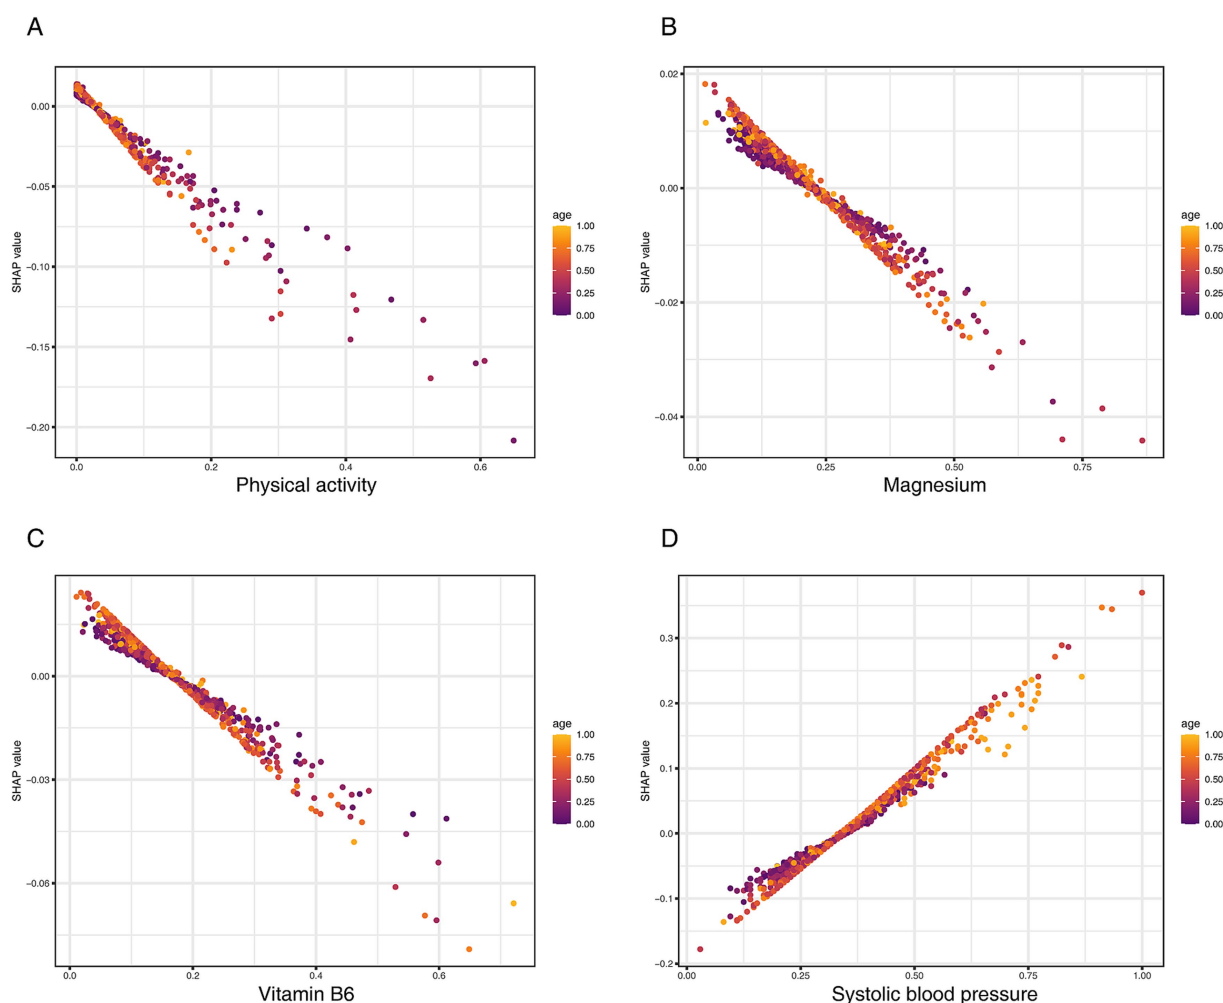 A
SHAP value
0.00
−0.05
−0.10
−0.15
−0.20
0.0 0.2 0.4 0.6
Physical activity
age
1.00
0.75
0.50
0.25
0.00
B
SHAP value
0.02
0.00
−0.02
−0.04
0.00 0.25 0.50 0.75
Magnesium
age
1.00
0.75
0.50
0.25
0.00
C
SHAP value
0.00
−0.03
−0.06
0.0 0.2 0.4 0.6
Vitamin B6
age
1.00
0.75
0.50
0.25
0.00
D
SHAP value
0.3
0.2
0.1
0.0
−0.1
−0.2
0.00 0.25 0.50 0.75 1.00
Systolic blood pressure
age
1.00
0.75
0.50
0.25
0.00